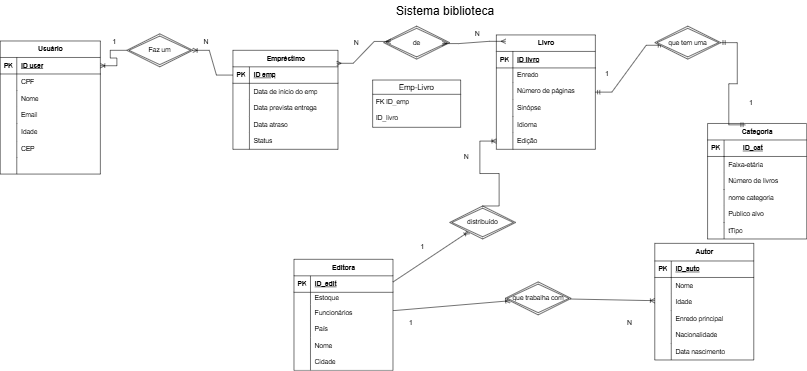 Sistema biblioteca
Usuário
PK ID user
CPF
Nome
Email
Idade
CEP
1
Faz um
N
Empréstimo
PK ID emp
Data de inicio do emp
Data prevista entrega
Data atraso
Status
N
de
N
Emp-Livro
FK ID_emp
ID_livro
Livro
PK ID livro
Enredo
Número de páginas
Sinópse
Idioma
Edição
1
que tem uma
1
Categoria
PK ID_cat
Faixa-etária
Número de livros
nome categoria
Publico alvo
tTipo
N
distribuído
1
Editora
PK ID_edit
Estoque
Funcionários
País
Nome
Cidade
1
que trabalha com
N
Autor
PK ID_auto
Nome
Idade
Enredo principal
Nacionalidade
Data nascimento